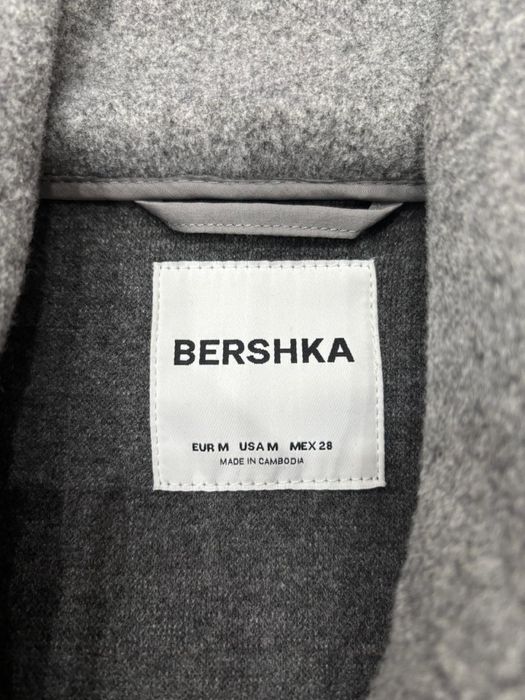 BERSHKA
EUR M USA M MEX 28
MADE IN CAMBODIA